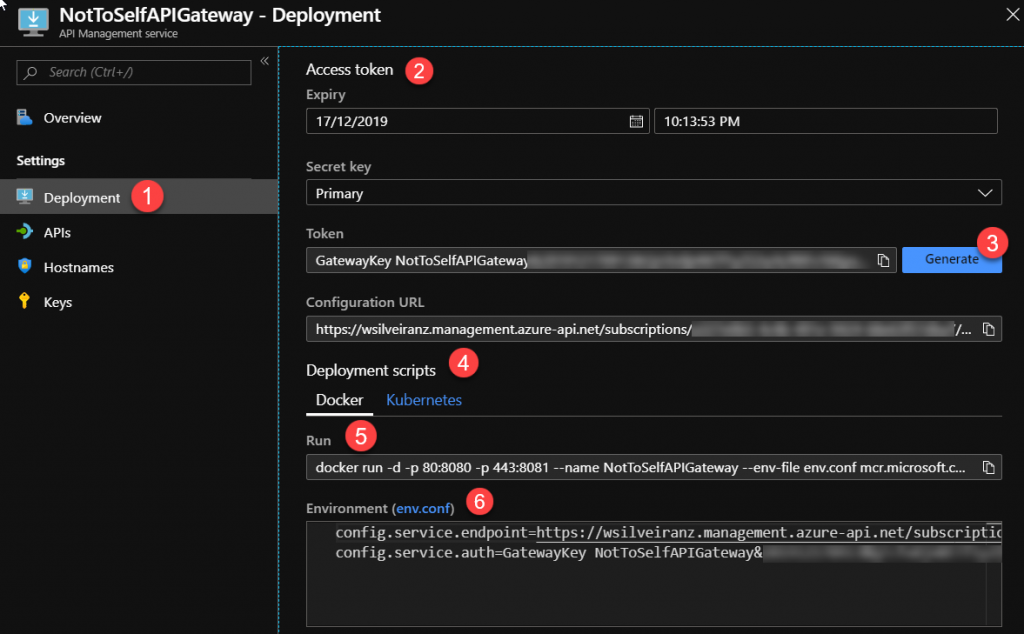 NotToSelfAPIGateway - Deployment
API Management service
Search (Ctrl+/)
«
Overview
Settings
Deployment 1
APIs
Hostnames
Keys
Access token 2
Expiry
17/12/2019 10:13:53 PM
Secret key
Primary
Token
3
GatewayKey NotToSelfAPIGateway Generate
Configuration URL
https://wsilveiranz.management.azure-api.net/subscriptions/ /...
Deployment scripts 4
Docker Kubernetes
Run 5
docker run -d -p 80:8080 -p 443:8081 --name NotToSelfAPIGateway --env-file env.conf mcr.microsoft.c...
Environment (env.conf) 6
config.service.endpoint=https://wsilveiranz.management.azure-api.net/subscriptio
config.service.auth=GatewayKey NotToSelfAPIGateway&